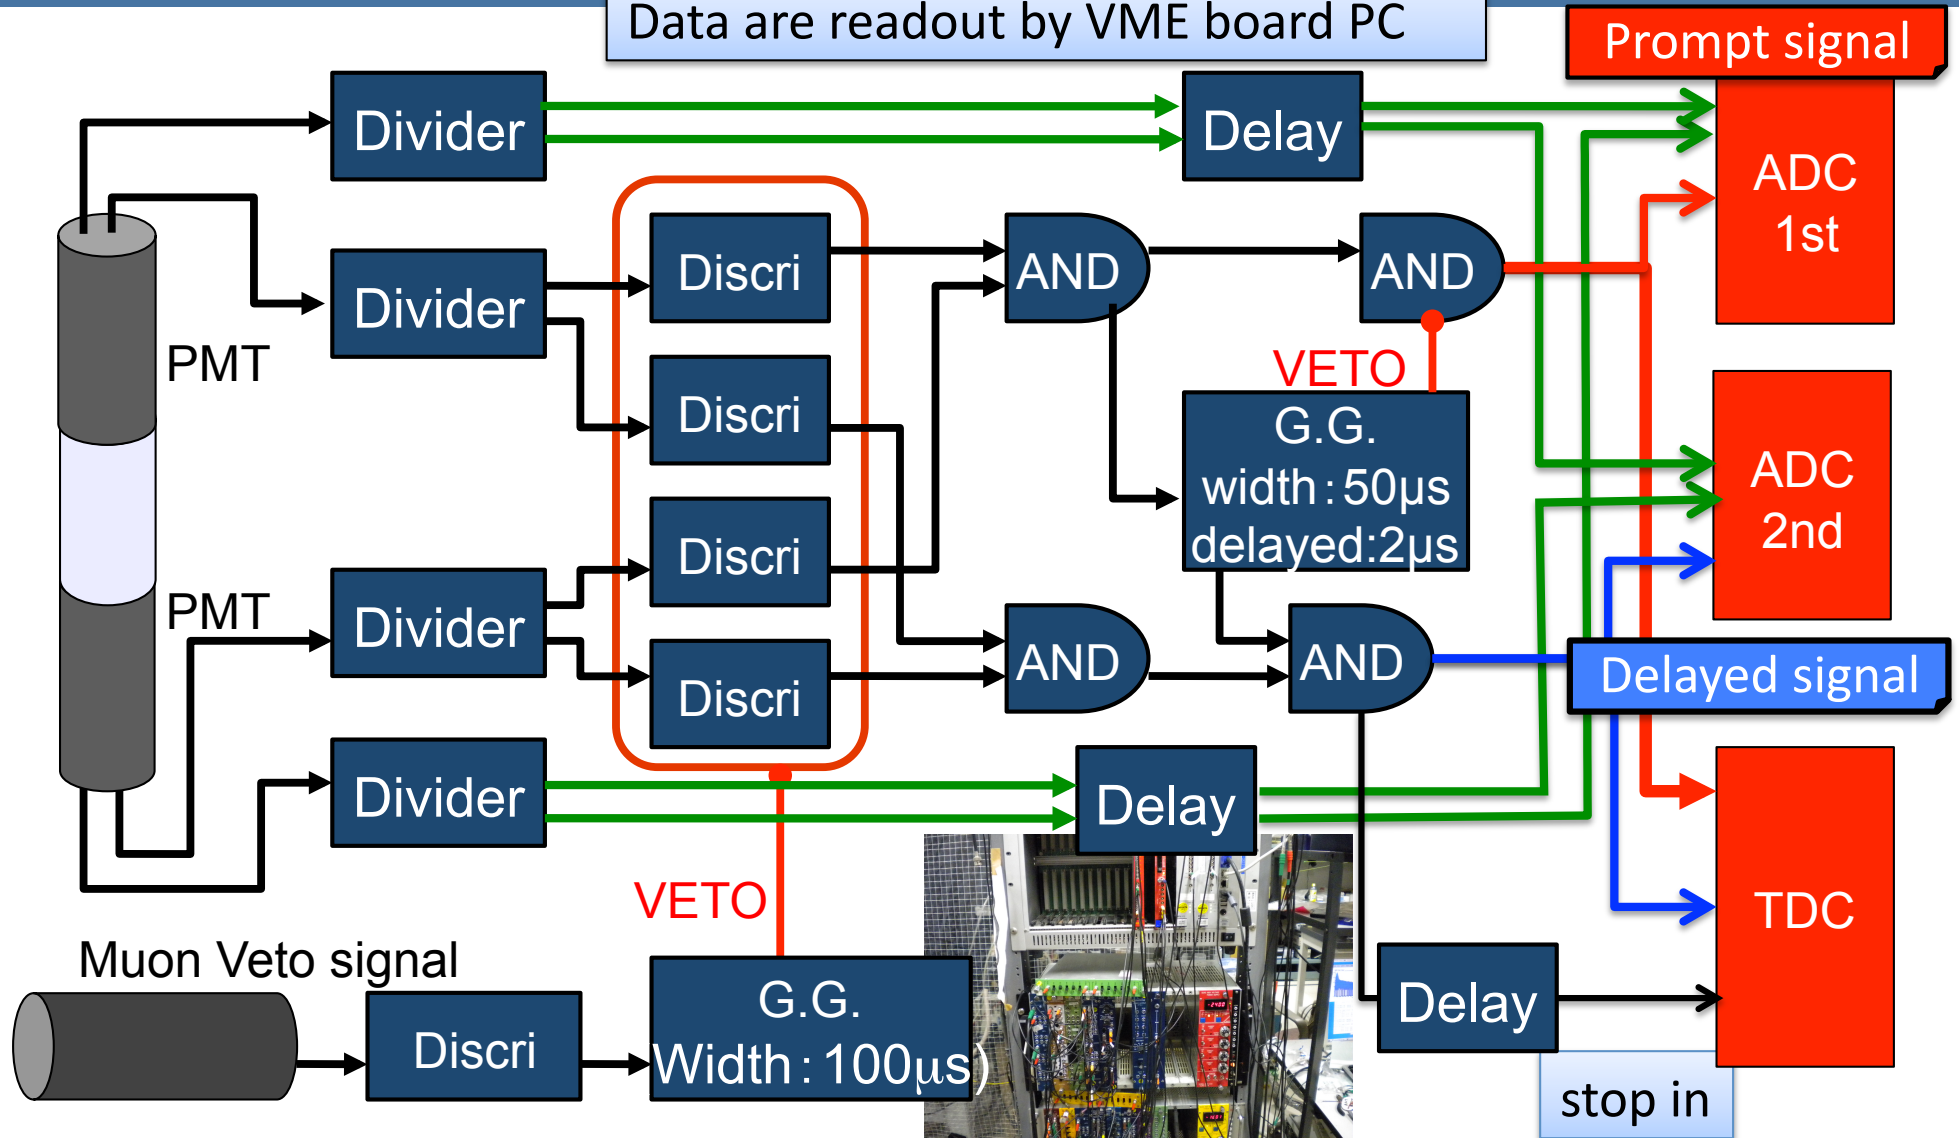 Data are readout by VME board PC
Prompt signal
Divider
Delay
ADC
1st
Discri
AND
AND
Divider
PMT
Discri
VETO
G.G.
width：50μs
delayed:2μs
ADC
2nd
Discri
PMT
Divider
AND
AND
Discri
Delayed signal
Divider
Delay
VETO
TDC
Muon Veto signal
G.G.
Width：100μs)
Discri
Delay
stop in